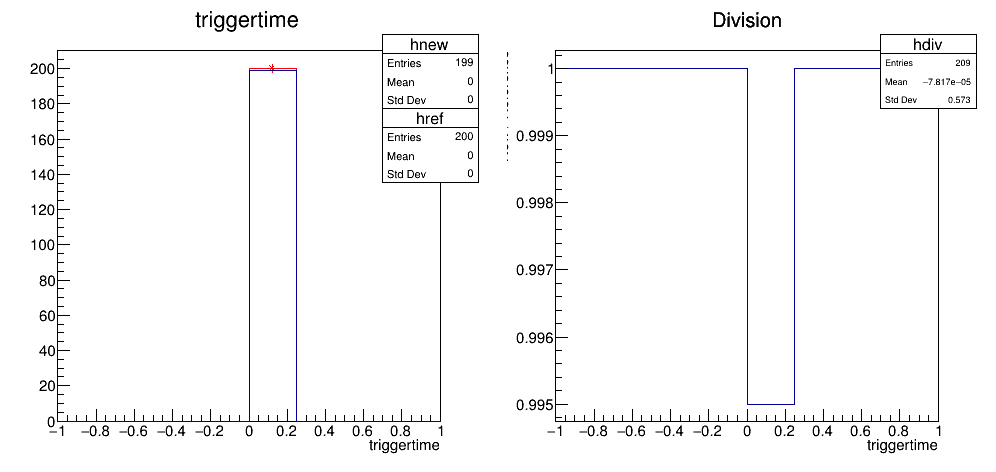 triggertime
hnew
Entries 199
Mean 0
Std Dev 0
href
Entries 200
Mean 0
Std Dev 0
200
180
160
140
120
100
80
60
40
20
0
−1 −0.8 −0.6 −0.4 −0.2 0 0.2 0.4 0.6 0.8 1
triggertime
Division
hdiv
Entries 209
Mean −7.817e−05
Std Dev 0.573
1
0.999
0.998
0.997
0.996
0.995
−1 −0.8 −0.6 −0.4 −0.2 0 0.2 0.4 0.6 0.8 1
triggertime